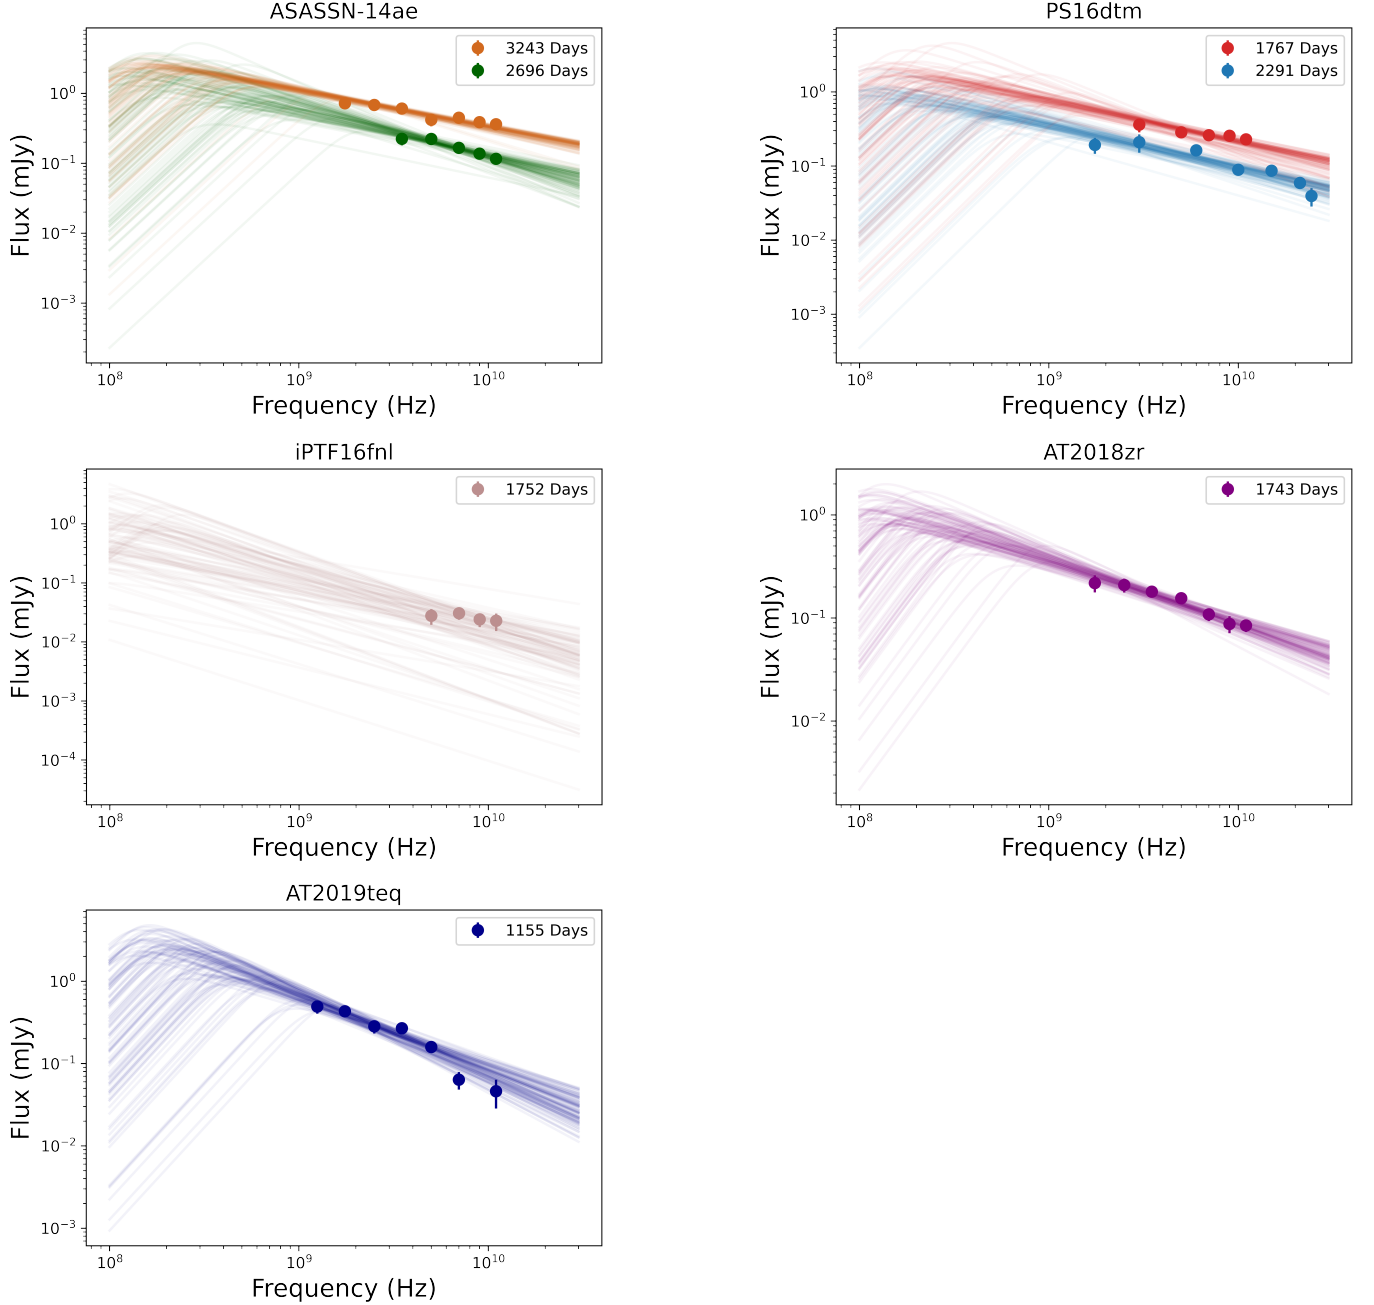 ASASSN-14ae
3243 Days
2696 Days
10⁰
10⁻¹
10⁻²
10⁻³
Flux (mJy)
10⁸
10⁹
10¹⁰
Frequency (Hz)
PS16dtm
1767 Days
2291 Days
10⁰
10⁻¹
10⁻²
10⁻³
Flux (mJy)
10⁸
10⁹
10¹⁰
Frequency (Hz)
iPTF16fnl
1752 Days
10⁰
10⁻¹
10⁻²
10⁻³
10⁻⁴
Flux (mJy)
10⁸
10⁹
10¹⁰
Frequency (Hz)
AT2018zr
1743 Days
10⁰
10⁻¹
10⁻²
Flux (mJy)
10⁸
10⁹
10¹⁰
Frequency (Hz)
AT2019teq
1155 Days
10⁰
10⁻¹
10⁻²
10⁻³
Flux (mJy)
10⁸
10⁹
10¹⁰
Frequency (Hz)